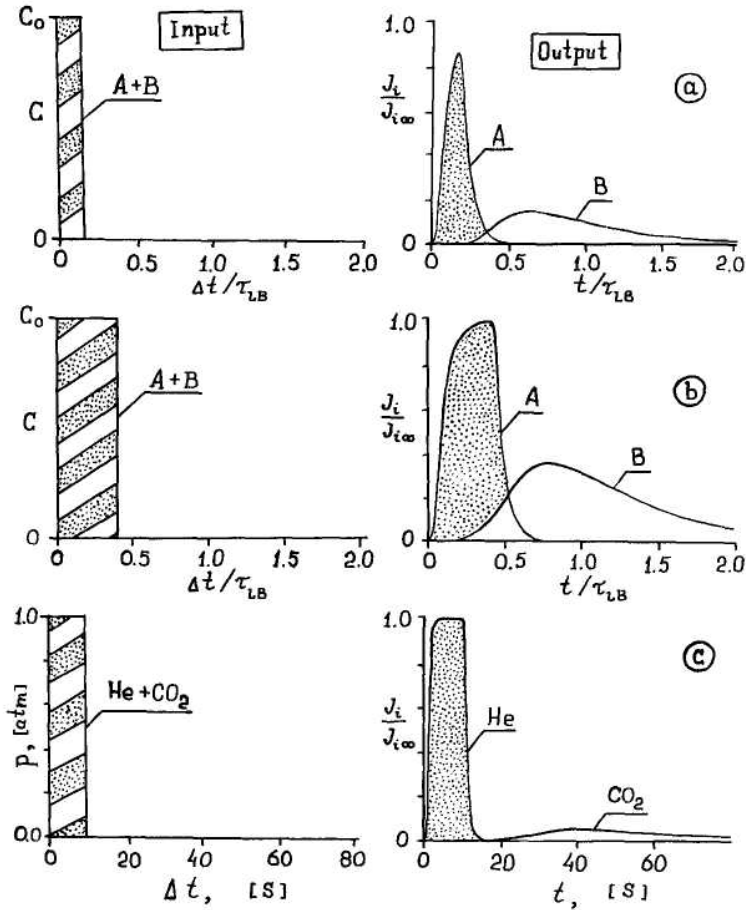 C₀
Input
A+B
C
0
0 0.5 1.0 1.5 2.0
Δt/τ_LB
1.0
Output
J_i/J_i∞
a
A
B
0
0 0.5 1.0 1.5 2.0
t/τ_LB
C₀
A+B
C
0
0 0.5 1.0 1.5 2.0
Δt/τ_LB
1.0
J_i/J_i∞
b
A
B
0
0 0.5 1.0 1.5 2.0
t/τ_LB
1.0
He+CO₂
P, [atm]
0.0
0 20 40 60 80
Δt, [S]
1.0
J_i/J_i∞
c
He
CO₂
0
0 20 40 60
t, [S]